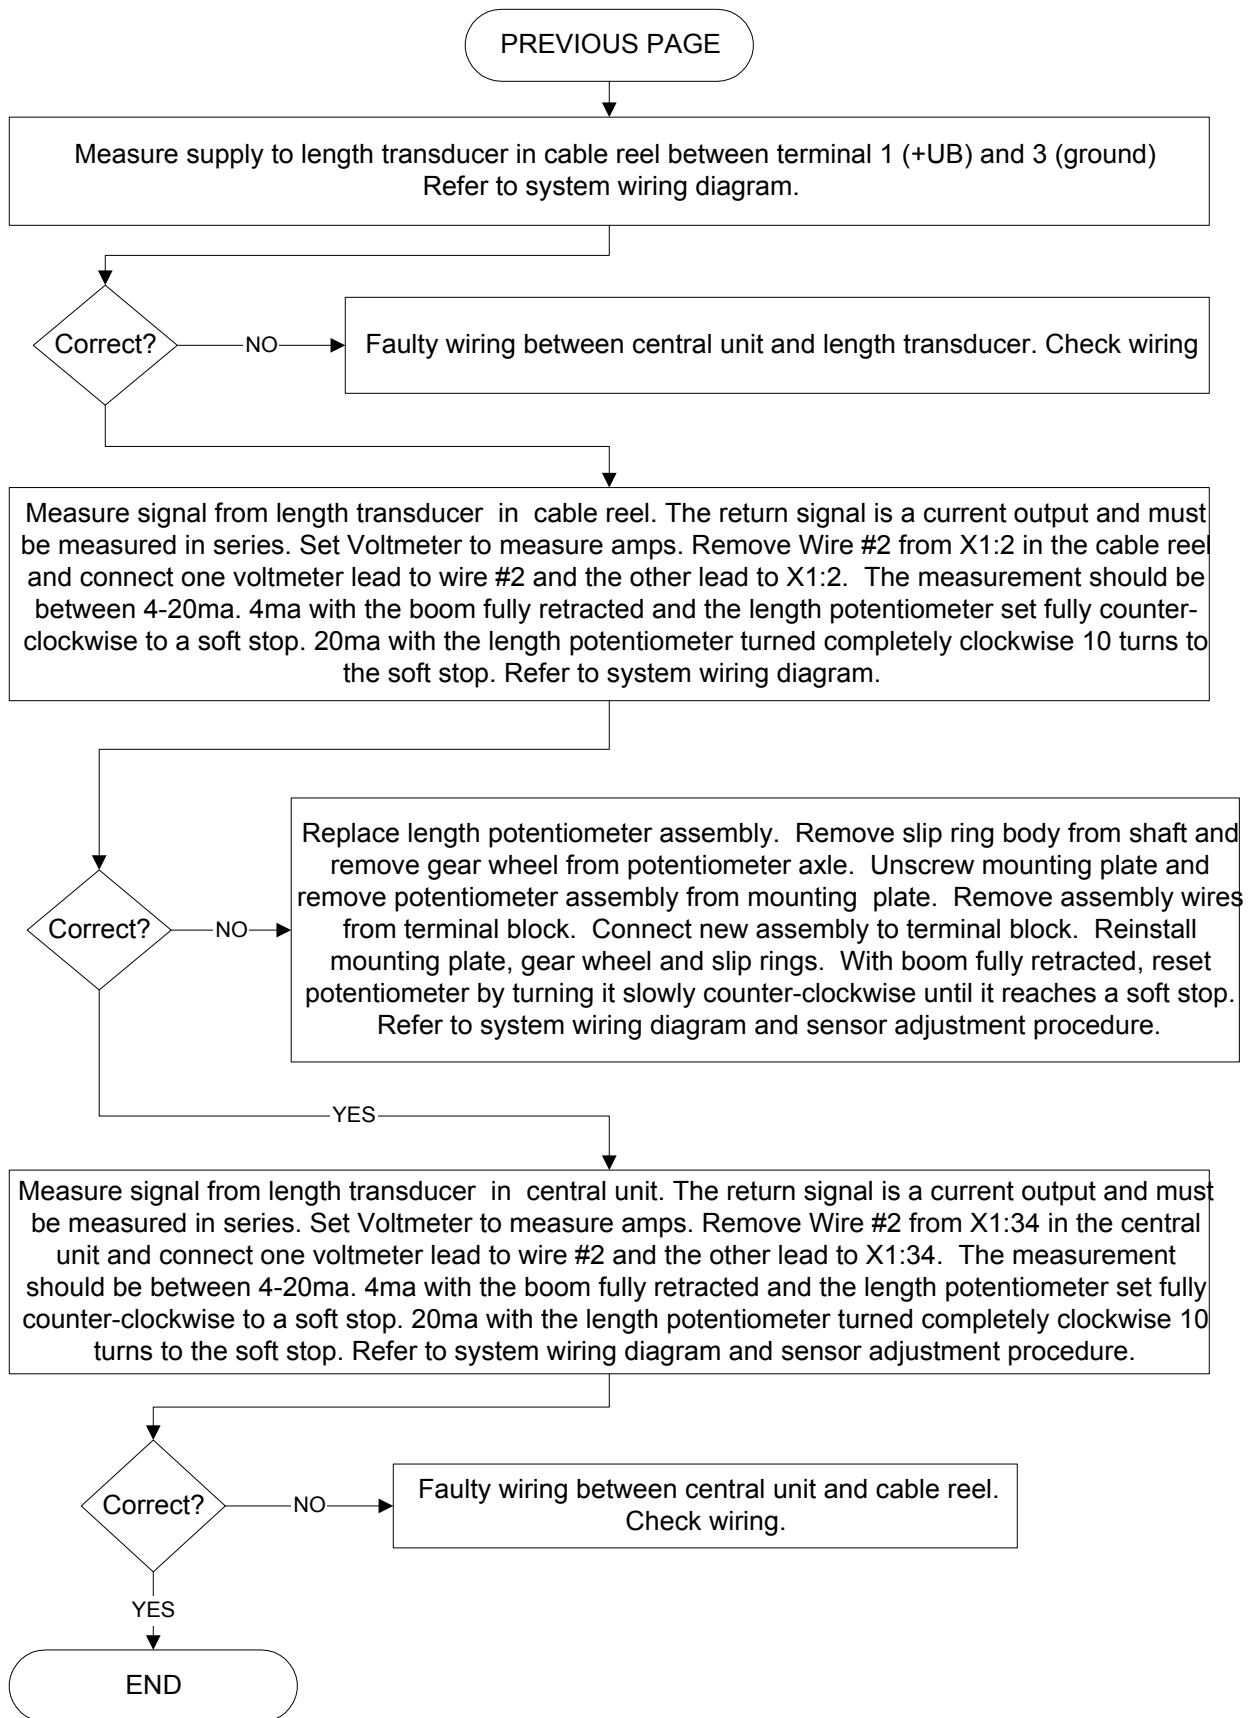 PREVIOUS PAGE
Measure supply to length transducer in cable reel between terminal 1 (+UB) and 3 (ground)
Refer to system wiring diagram.
Correct?
NO
Faulty wiring between central unit and length transducer. Check wiring
Measure signal from length transducer in cable reel. The return signal is a current output and must
be measured in series. Set Voltmeter to measure amps. Remove Wire #2 from X1:2 in the cable reel
and connect one voltmeter lead to wire #2 and the other lead to X1:2. The measurement should be
between 4-20ma. 4ma with the boom fully retracted and the length potentiometer set fully counter-
clockwise to a soft stop. 20ma with the length potentiometer turned completely clockwise 10 turns to
the soft stop. Refer to system wiring diagram.
Correct?
NO
Replace length potentiometer assembly. Remove slip ring body from shaft and
remove gear wheel from potentiometer axle. Unscrew mounting plate and
remove potentiometer assembly from mounting plate. Remove assembly wires
from terminal block. Connect new assembly to terminal block. Reinstall
mounting plate, gear wheel and slip rings. With boom fully retracted, reset
potentiometer by turning it slowly counter-clockwise until it reaches a soft stop.
Refer to system wiring diagram and sensor adjustment procedure.
YES
Measure signal from length transducer in central unit. The return signal is a current output and must
be measured in series. Set Voltmeter to measure amps. Remove Wire #2 from X1:34 in the central
unit and connect one voltmeter lead to wire #2 and the other lead to X1:34. The measurement
should be between 4-20ma. 4ma with the boom fully retracted and the length potentiometer set fully
counter-clockwise to a soft stop. 20ma with the length potentiometer turned completely clockwise 10
turns to the soft stop. Refer to system wiring diagram and sensor adjustment procedure.
Correct?
NO
Faulty wiring between central unit and cable reel.
Check wiring.
YES
END